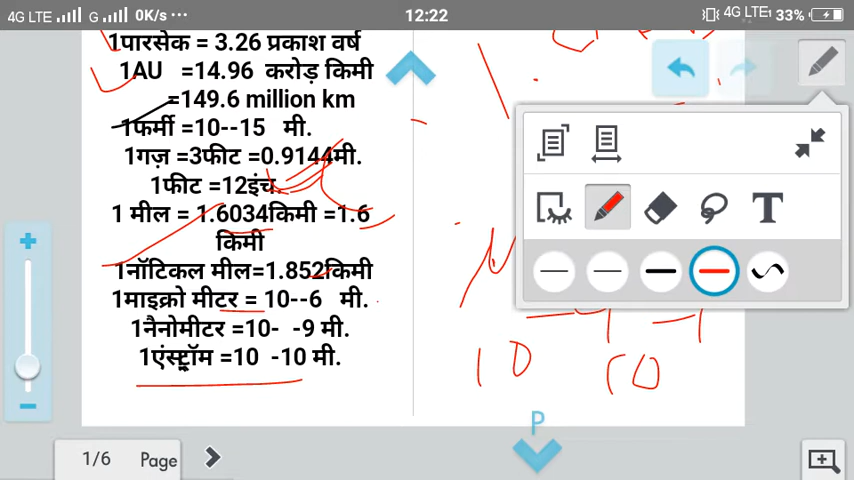 4G LTE G 0K/s 12:22 4G LTE 33%
1पारसेक = 3.26 प्रकाश वर्ष
1AU =14.96 करोड़ किमी
=149.6 million km
1फर्मी =10--15 मी.
1गज़ =3फीट =0.9144मी.
1फीट =12इंच.
1 मील = 1.6034किमी =1.6
किमी
1नॉटिकल मील=1.852किमी
1माइक्रो मीटर = 10--6 मी.
1नैनोमीटर =10- -9 मी.
1एंस्ट्रॉम =10 -10 मी.
T
10 10
P
1/6 Page